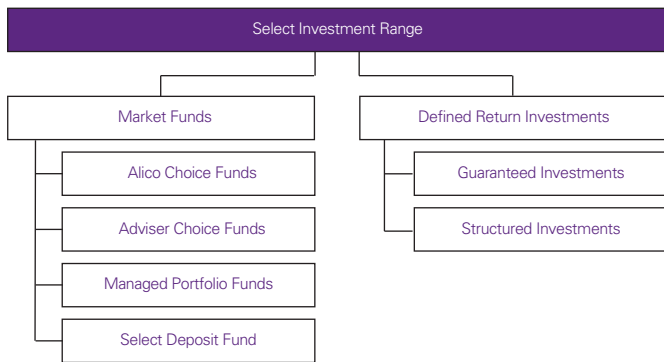 Select Investment Range
Market Funds
Alico Choice Funds
Adviser Choice Funds
Managed Portfolio Funds
Select Deposit Fund
Defined Return Investments
Guaranteed Investments
Structured Investments